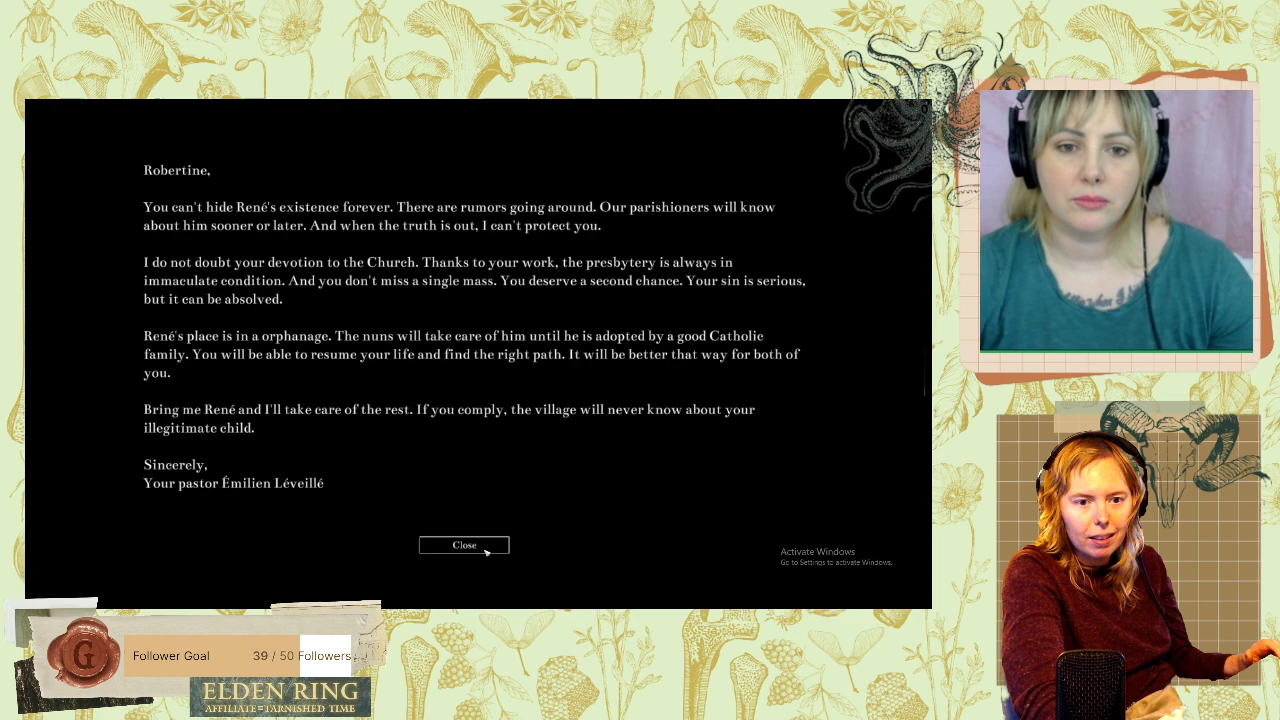 Robertine,
You can't hide René's existence forever. There are rumors going around. Our parishioners will know
about him sooner or later. And when the truth is out, I can't protect you.
I do not doubt your devotion to the Church. Thanks to your work, the presbytery is always in
immaculate condition. And you don't miss a single mass. You deserve a second chance. Your sin is serious,
but it can be absolved.
René's place is in a orphanage. The nuns will take care of him until he is adopted by a good Catholic
family. You will be able to resume your life and find the right path. It will be better that way for both of
you.
Bring me René and I'll take care of the rest. If you comply, the village will never know about your
illegitimate child.
Sincerely,
Your pastor Émilien Léveillé
Close
Activate Windows
Go to Settings to activate Windows.
G
Follower Goal 39 / 50 Followers
ELDEN RING
AFFILIATE=TARNISHED TIME